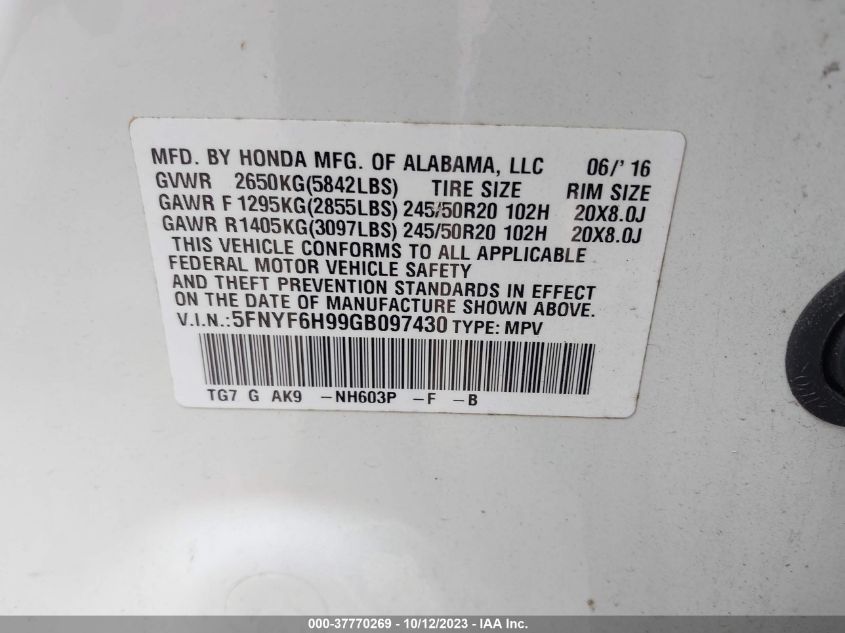 MFD. BY HONDA MFG. OF ALABAMA, LLC 06/' 16
GVWR 2650KG(5842LBS) TIRE SIZE RIM SIZE
GAWR F 1295KG(2855LBS) 245/50R20 102H 20X8.0J
GAWR R1405KG(3097LBS) 245/50R20 102H 20X8.0J
THIS VEHICLE CONFORMS TO ALL APPLICABLE
FEDERAL MOTOR VEHICLE SAFETY
AND THEFT PREVENTION STANDARDS IN EFFECT
ON THE DATE OF MANUFACTURE SHOWN ABOVE.
V.I.N.:5FNYF6H99GB097430 TYPE: MPV
TG7 G AK9 -NH603P -F -B
000-37770269 - 10/12/2023 - IAA Inc.